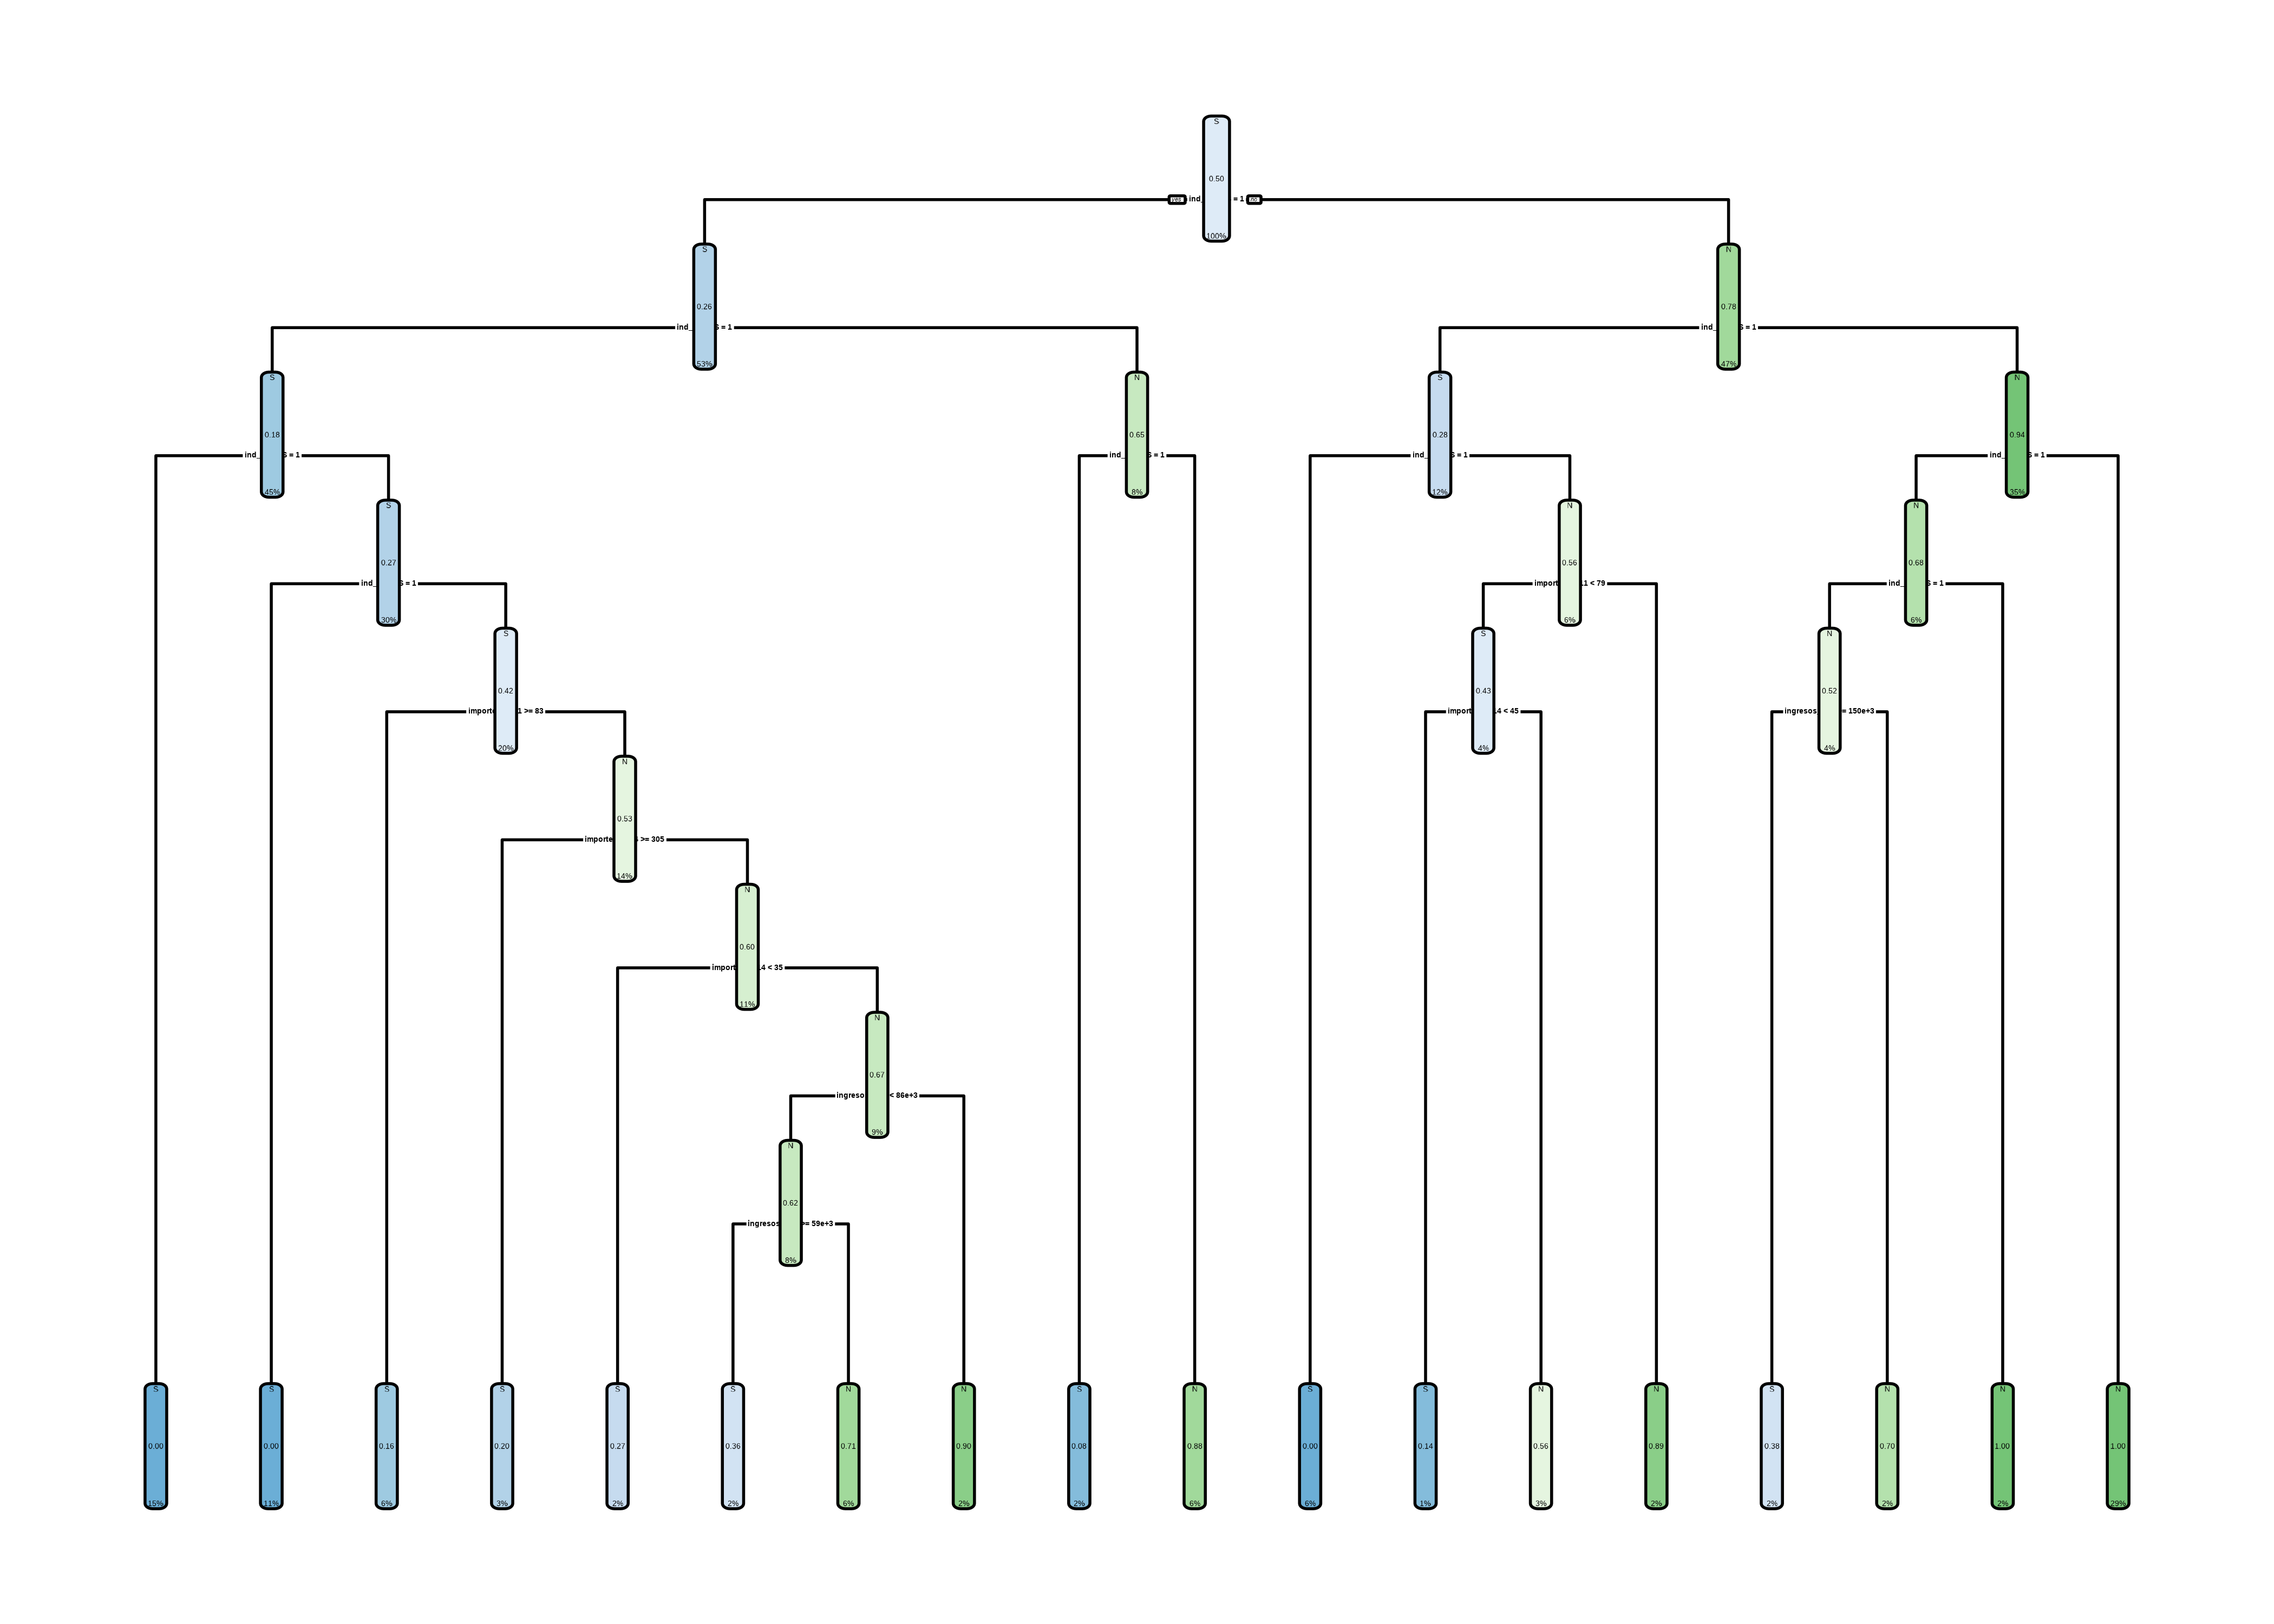 S
0.50
100%
yes ind_ = 1 no
S
0.26
53%
ind_ S = 1
N
0.78
47%
ind_ S = 1
S
0.18
45%
ind_ S = 1
N
0.65
8%
ind_ S = 1
S
0.28
12%
ind_ S = 1
N
0.94
35%
ind_ S = 1
S
0.27
30%
ind_ S = 1
N
0.56
6%
import 11 < 79
N
0.68
6%
ind_ S = 1
S
0.42
20%
importe 1 >= 83
S
0.43
4%
import 14 < 45
N
0.52
4%
ingresos = 150e+3
N
0.53
14%
importe >= 305
N
0.60
11%
import 14 < 35
N
0.67
9%
ingreso < 86e+3
N
0.62
8%
ingresos >= 59e+3
S
0.00
15%
S
0.00
11%
S
0.16
6%
S
0.20
3%
S
0.27
2%
S
0.36
2%
N
0.71
6%
N
0.90
2%
S
0.08
2%
N
0.88
6%
S
0.00
6%
S
0.14
1%
N
0.56
3%
N
0.89
2%
S
0.38
2%
N
0.70
2%
N
1.00
2%
N
1.00
29%